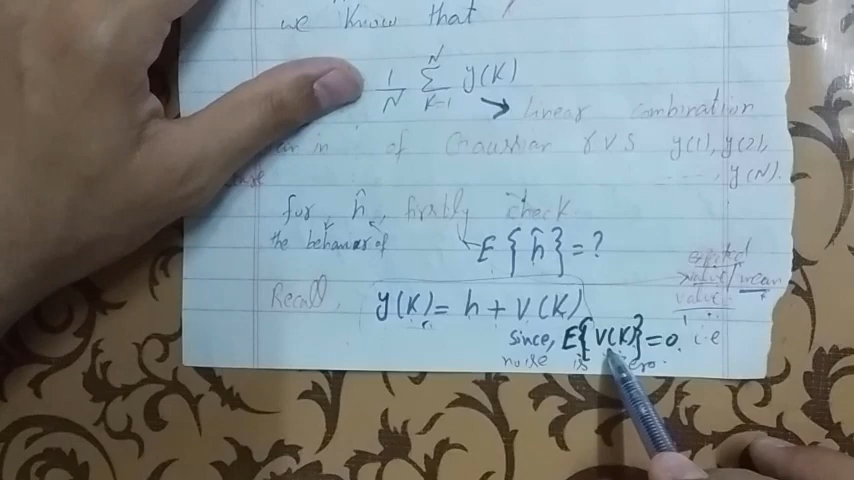 we know that
1/N N∑K=1 y(K)
→ linear combination
of Gaussian rvs y(1), y(2),
..... y(N).
for ĥ, firstly check
the behavior of
E{ĥ} = ?
Expected
value/mean
value
Recall, y(K) = h + V(K)
since, E{V(K)} = 0. i.e
noise is zero.